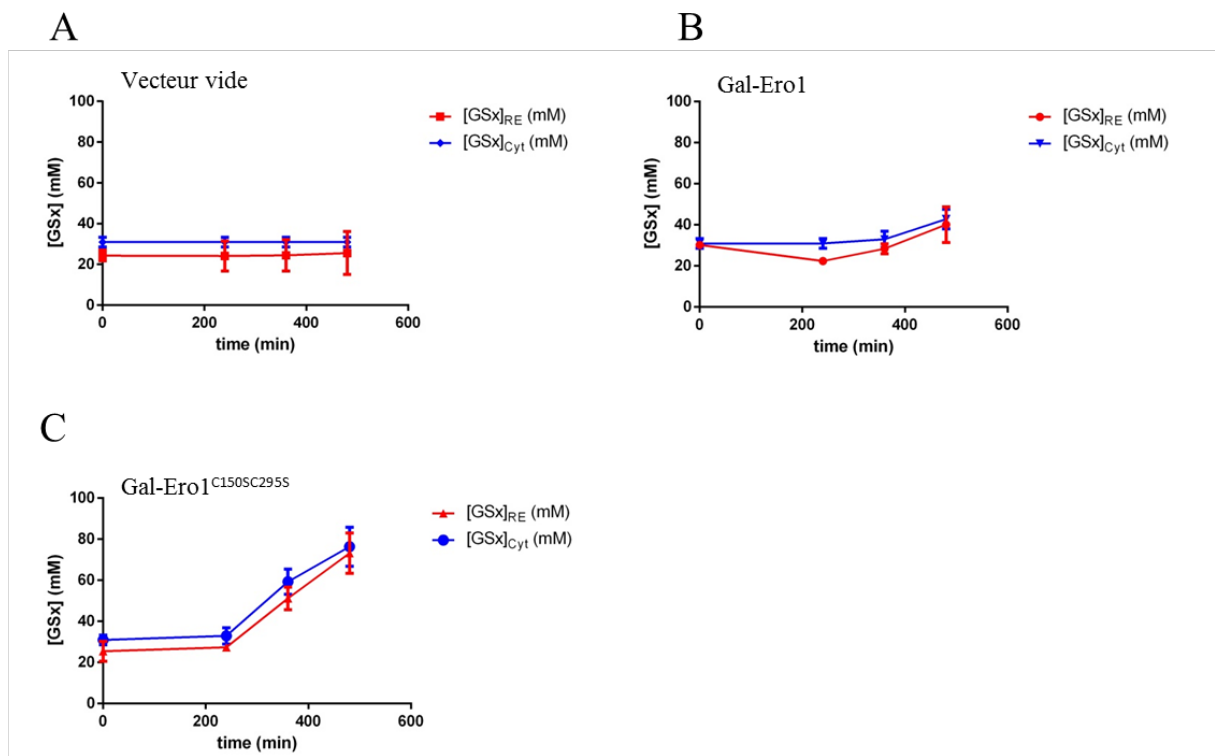 A
Vecteur vide
[GSx] (mM)
100
80
60
40
20
0
0 200 400 600
time (min)
[GSx]RE (mM)
[GSx]Cyt (mM)
B
Gal-Ero1
[GSx] (mM)
100
80
60
40
20
0
0 200 400 600
time (min)
[GSx]RE (mM)
[GSx]Cyt (mM)
C
Gal-Ero1C150SC295S
[GSx] (mM)
100
80
60
40
20
0
0 200 400 600
time (min)
[GSx]RE (mM)
[GSx]Cyt (mM)